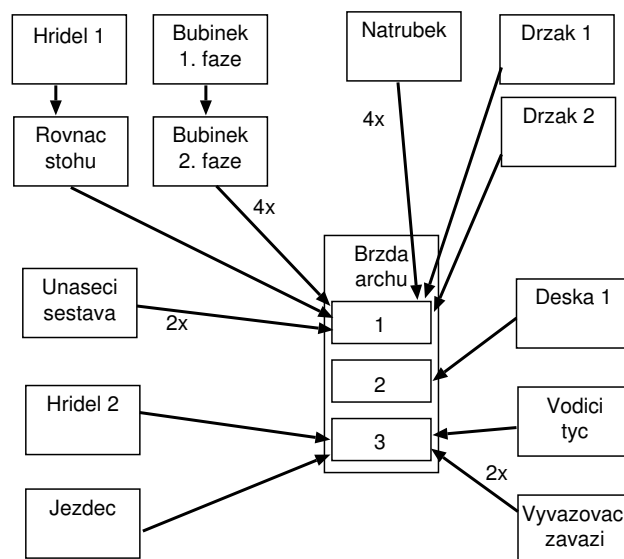 Hridel 1
Bubinek
1. faze
Natrubek
Drzak 1
Rovnac
stohu
Bubinek
2. faze
4x
Drzak 2
4x
Brzda
archu
Unaseci
sestava
2x
1
Deska 1
2
Hridel 2
3
Vodici
tyc
2x
Jezdec
Vyvazovac
zavazi